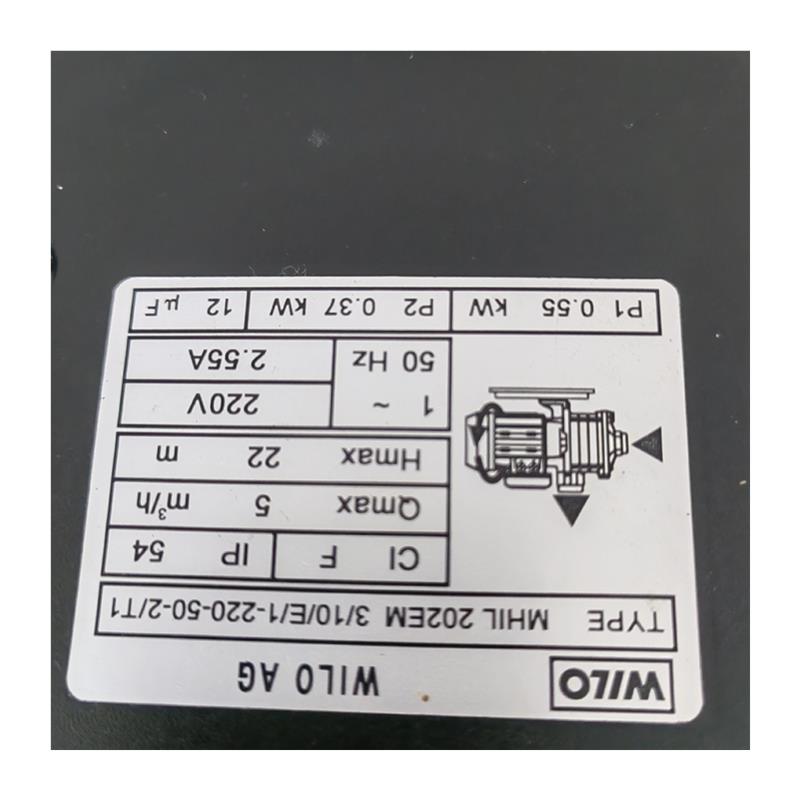 WILO WILO AG
TYPE MHIL 202EM 3/10/E/1-220-50-2/T1
Cl F IP 54
Qmax 5 m³/h
Hmax 22 m
1 ~ 220V
50 Hz 2.55A
P1 0.55 kW P2 0.37 kW 12 µF